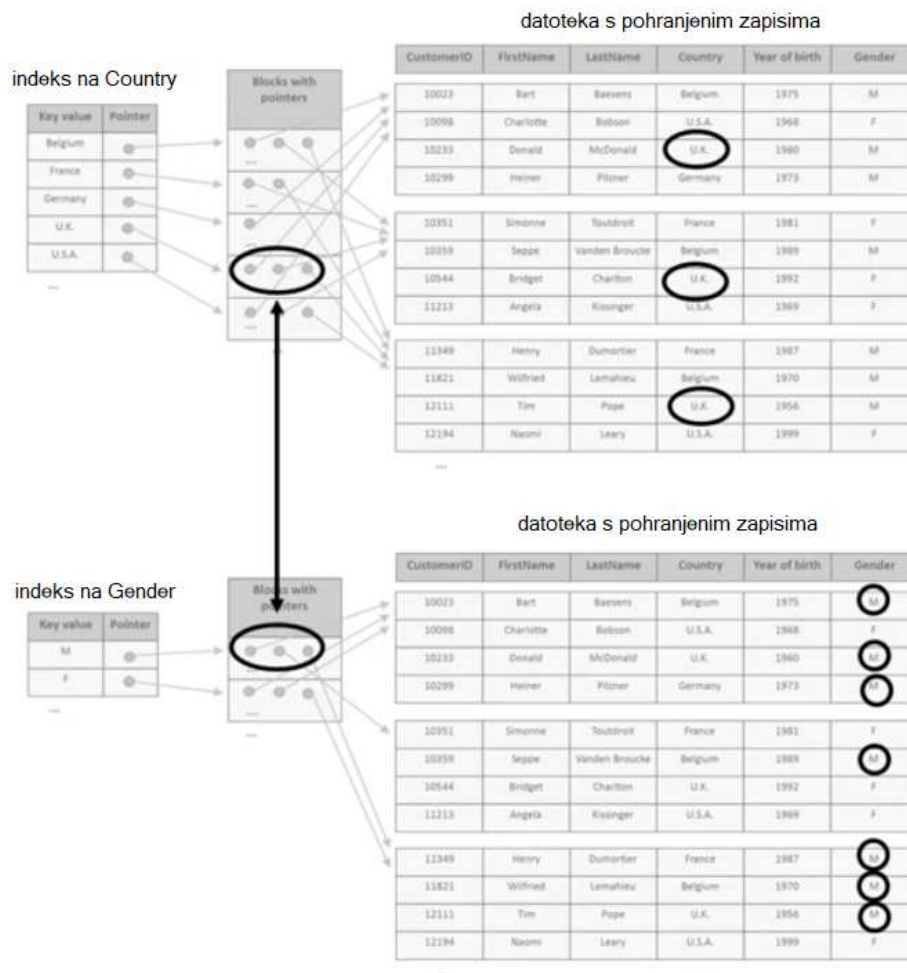 datoteka s pohranjenim zapisima
CustomerID FirstName LastName Country Year of birth Gender
indeks na Country
Blocks with
pointers
Key value Pointer
Belgium
France
Germany
U.K.
U.S.A.
...
...
...
...
...
...
10023 Bart Baesens Belgium 1975 M
10098 Charlotte Bobson U.S.A. 1968 F
10233 Donald McDonald U.K. 1960 M
10299 Heiner Pilsner Germany 1973 M
10351 Simonne Toutdroit France 1981 F
10359 Seppe Vanden Broucke Belgium 1989 M
10544 Bridget Charlton U.K. 1992 F
11213 Angela Kissinger U.S.A. 1969 F
11349 Henry Dumortier France 1987 M
11821 Wilfried Lemahieu Belgium 1970 M
12111 Tim Pope U.K. 1956 M
12194 Naomi Leary U.S.A. 1999 F
...
datoteka s pohranjenim zapisima
CustomerID FirstName LastName Country Year of birth Gender
indeks na Gender
Blocks with
pointers
Key value Pointer
M
F
...
...
...
...
10023 Bart Baesens Belgium 1975 M
10098 Charlotte Bobson U.S.A. 1968 F
10233 Donald McDonald U.K. 1960 M
10299 Heiner Pilsner Germany 1973 M
10351 Simonne Toutdroit France 1981 F
10359 Seppe Vanden Broucke Belgium 1989 M
10544 Bridget Charlton U.K. 1992 F
11213 Angela Kissinger U.S.A. 1969 F
11349 Henry Dumortier France 1987 M
11821 Wilfried Lemahieu Belgium 1970 M
12111 Tim Pope U.K. 1956 M
12194 Naomi Leary U.S.A. 1999 F